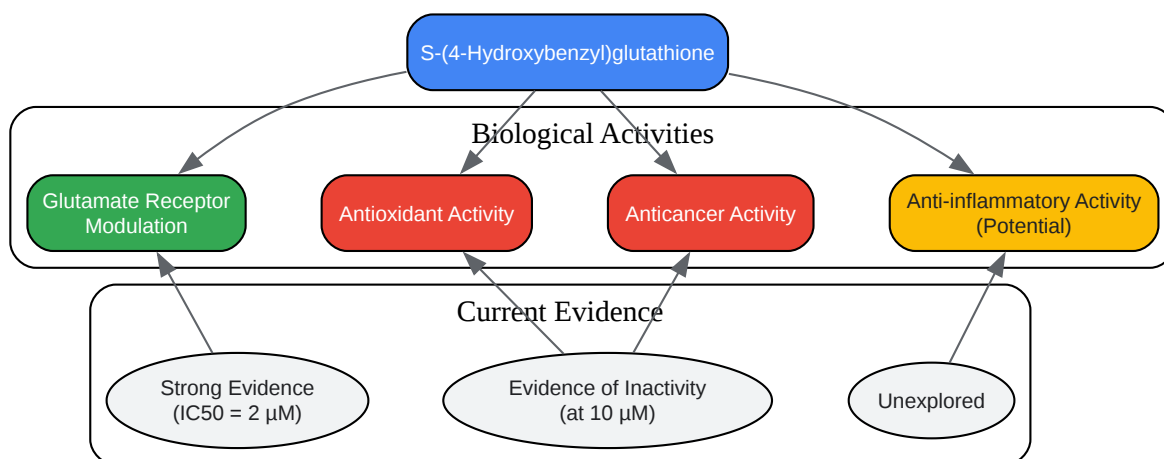 S-(4-Hydroxybenzyl)glutathione
Biological Activities
Glutamate Receptor
Modulation
Antioxidant Activity
Anticancer Activity
Anti-inflammatory Activity
(Potential)
Current Evidence
Strong Evidence
(IC50 = 2 µM)
Evidence of Inactivity
(at 10 µM)
Unexplored